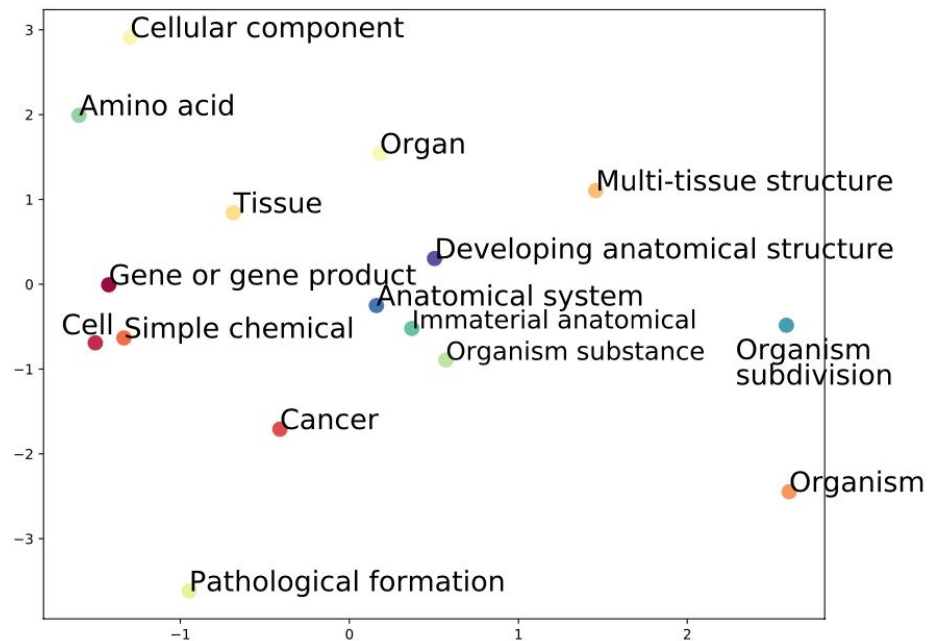 3
Cellular component
2
Amino acid
Organ
1
Multi-tissue structure
Tissue
Developing anatomical structure
0
Gene or gene product
Anatomical system
Immaterial anatomical
Cell
Simple chemical
Organism substance
Organism
subdivision
−1
Cancer
−2
Organism
−3
Pathological formation
−1 0 1 2